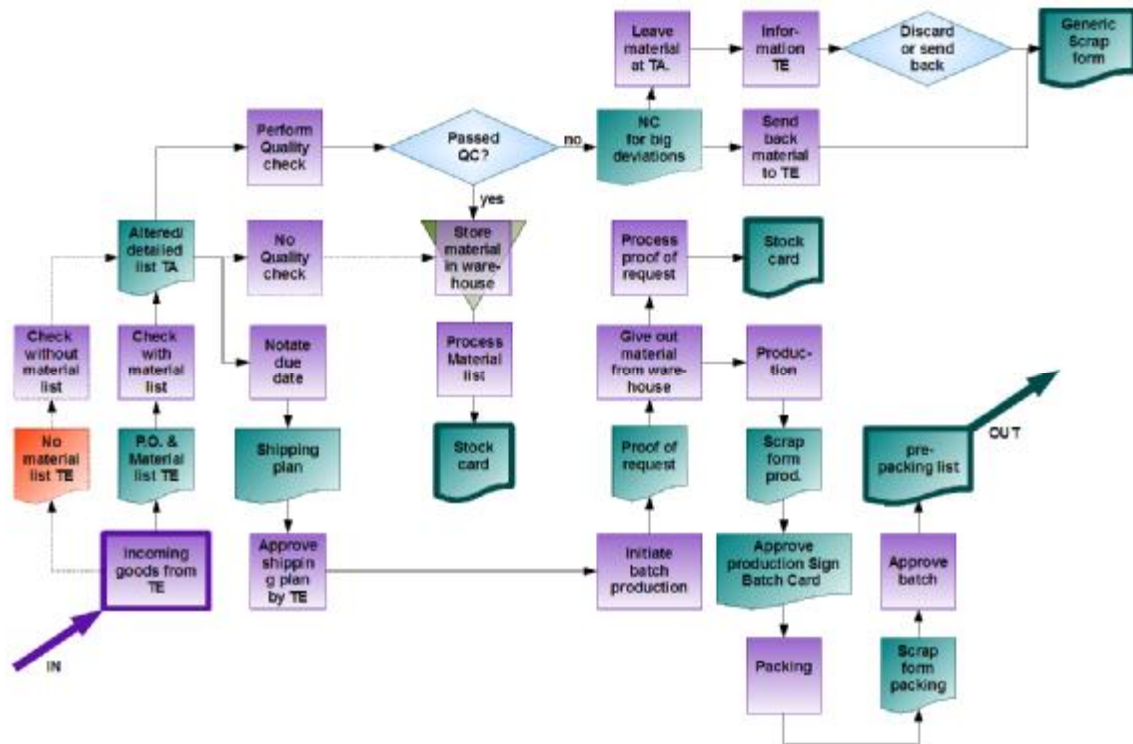 Leave
material
at TA.
Infor-
mation
TE
Discard
or send
back
Generic
Scrap
form
Perform
Quality
check
Passed
QC?
no
NC
for big
deviations
Send
back
material
to TE
yes
Altered/
detailed
list TA
No
Quality
check
Store
material
in ware-
house
Process
proof of
request
Stock
card
Check
without
material
list
Check
with
material
list
Notate
due
date
Process
Material
list
Give out
material
from ware-
house
Produc-
tion
No
material
list TE
P.O. &
Material
list TE
Shipping
plan
Stock
card
Proof of
request
Scrap
form
prod.
pre-
packing list
OUT
Incoming
goods from
TE
Approve
shippin
g plan
by TE
Initiate
batch
production
Approve
production Sign
Batch Card
Approve
batch
IN
Packing
Scrap
form
packing